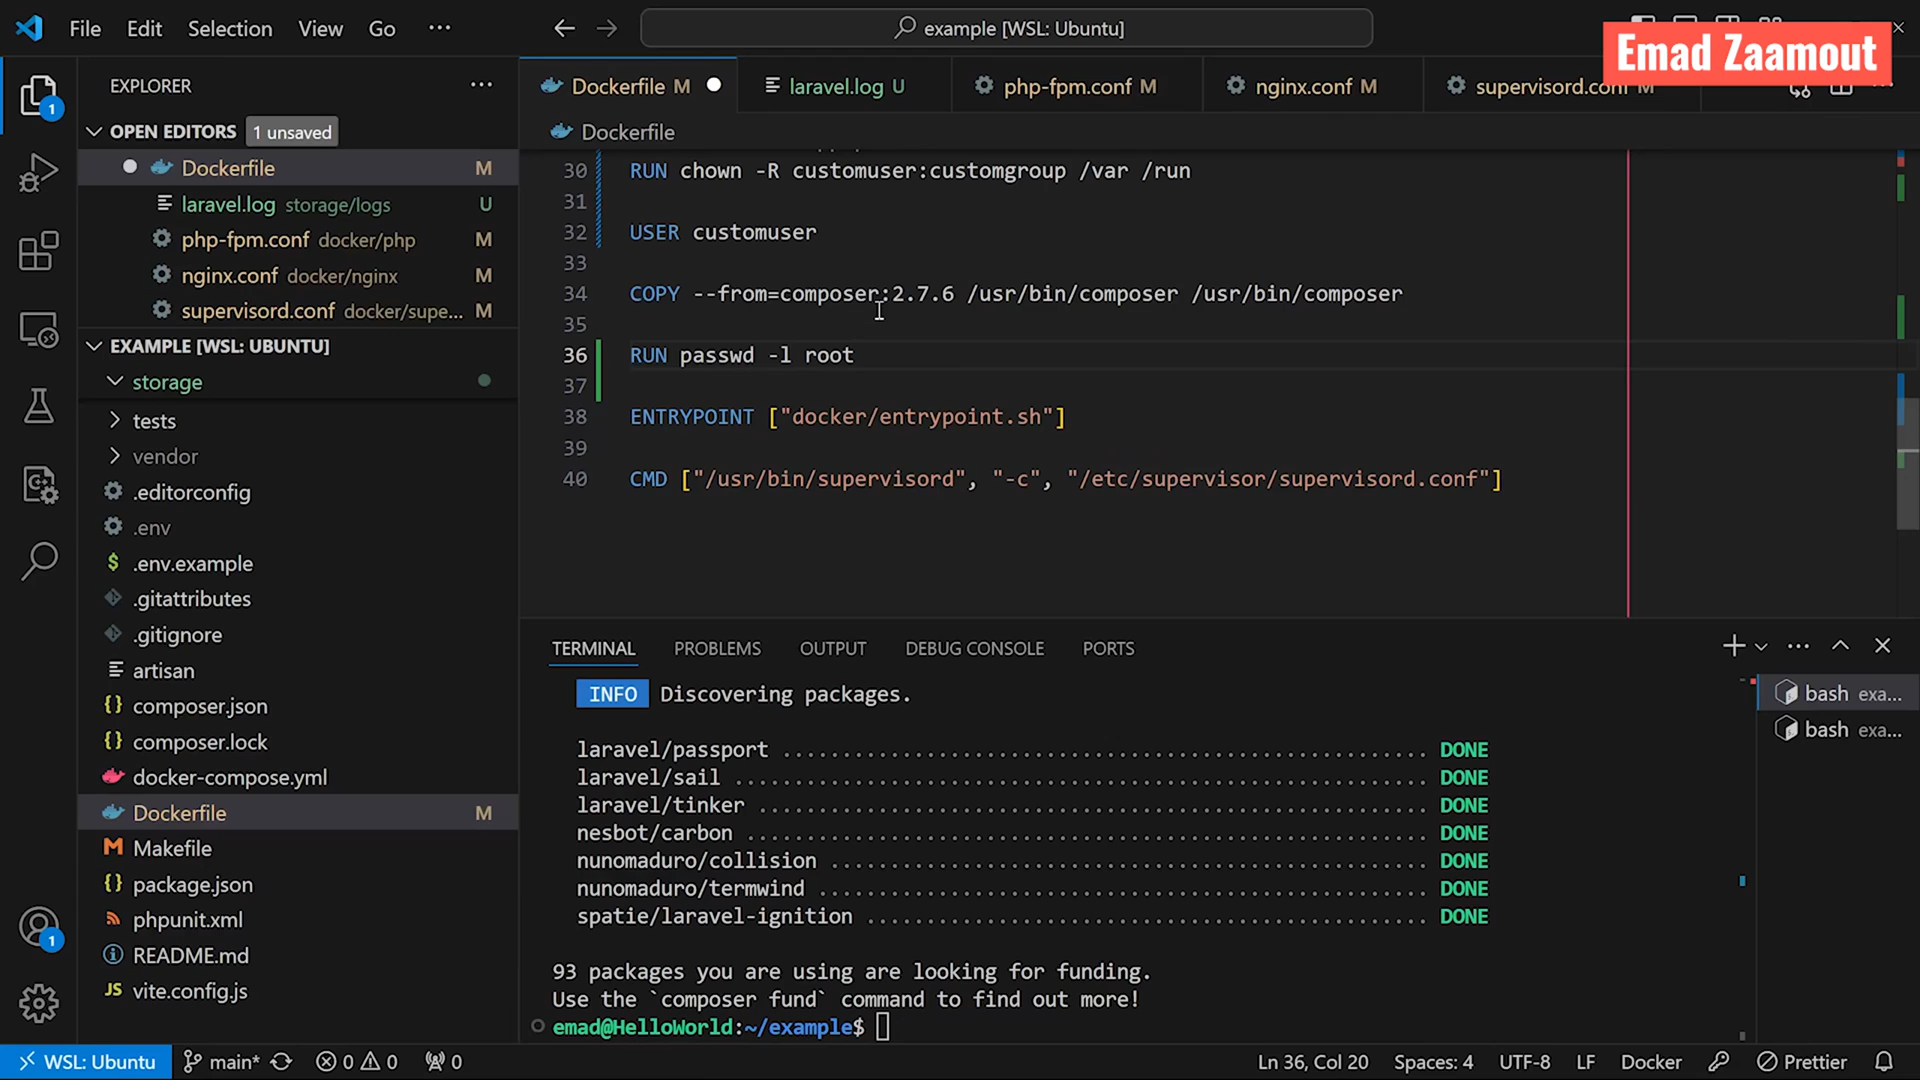 File Edit Selection View Go ···
example [WSL: Ubuntu]
Emad Zaamout
EXPLORER ···
OPEN EDITORS 1 unsaved
Dockerfile M
laravel.log storage/logs U
php-fpm.conf docker/php M
nginx.conf docker/nginx M
supervisord.conf docker/supe... M
EXAMPLE [WSL: UBUNTU]
storage
tests
vendor
.editorconfig
.env
.env.example
.gitattributes
.gitignore
artisan
composer.json
composer.lock
docker-compose.yml
Dockerfile M
Makefile
package.json
phpunit.xml
README.md
vite.config.js
1
1
Dockerfile M laravel.log U php-fpm.conf M nginx.conf M supervisord.conf M
Dockerfile
30 RUN chown -R customuser:customgroup /var /run
31
32 USER customuser
33
34 COPY --from=composer:2.7.6 /usr/bin/composer /usr/bin/composer
35
36 RUN passwd -l root
37
38 ENTRYPOINT ["docker/entrypoint.sh"]
39
40 CMD ["/usr/bin/supervisord", "-c", "/etc/supervisor/supervisord.conf"]
TERMINAL PROBLEMS OUTPUT DEBUG CONSOLE PORTS
INFO Discovering packages.
laravel/passport ........................................................ DONE
laravel/sail ............................................................ DONE
laravel/tinker .......................................................... DONE
nesbot/carbon ........................................................... DONE
nunomaduro/collision .................................................... DONE
nunomaduro/termwind ..................................................... DONE
spatie/laravel-ignition ................................................. DONE
93 packages you are using are looking for funding.
Use the `composer fund` command to find out more!
emad@HelloWorld:~/example$
bash exa...
bash exa...
WSL: Ubuntu main* 0 0 0 Ln 36, Col 20 Spaces: 4 UTF-8 LF Docker Prettier